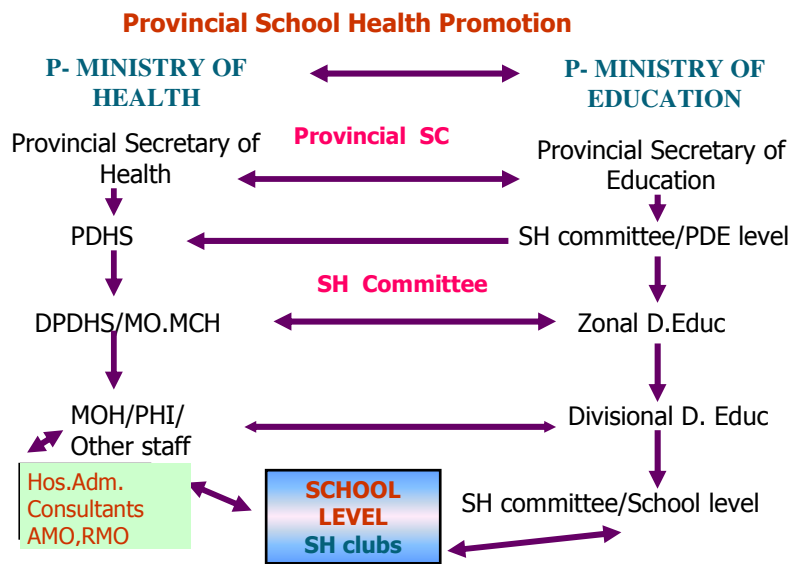 Provincial School Health Promotion
P- MINISTRY OF
HEALTH
P- MINISTRY OF
EDUCATION
Provincial SC
Provincial Secretary of
Health
Provincial Secretary of
Education
PDHS
SH committee/PDE level
SH Committee
DPDHS/MO.MCH
Zonal D.Educ
MOH/PHI/
Other staff
Divisional D. Educ
Hos.Adm.
Consultants
AMO,RMO
SCHOOL
LEVEL
SH clubs
SH committee/School level